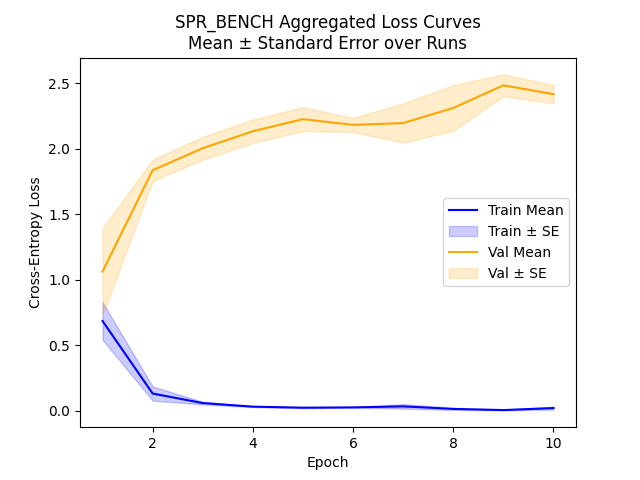 SPR_BENCH Aggregated Loss Curves
Mean ± Standard Error over Runs
Cross-Entropy Loss
2.5
2.0
1.5
1.0
0.5
0.0
Train Mean
Train ± SE
Val Mean
Val ± SE
2 4 6 8 10
Epoch